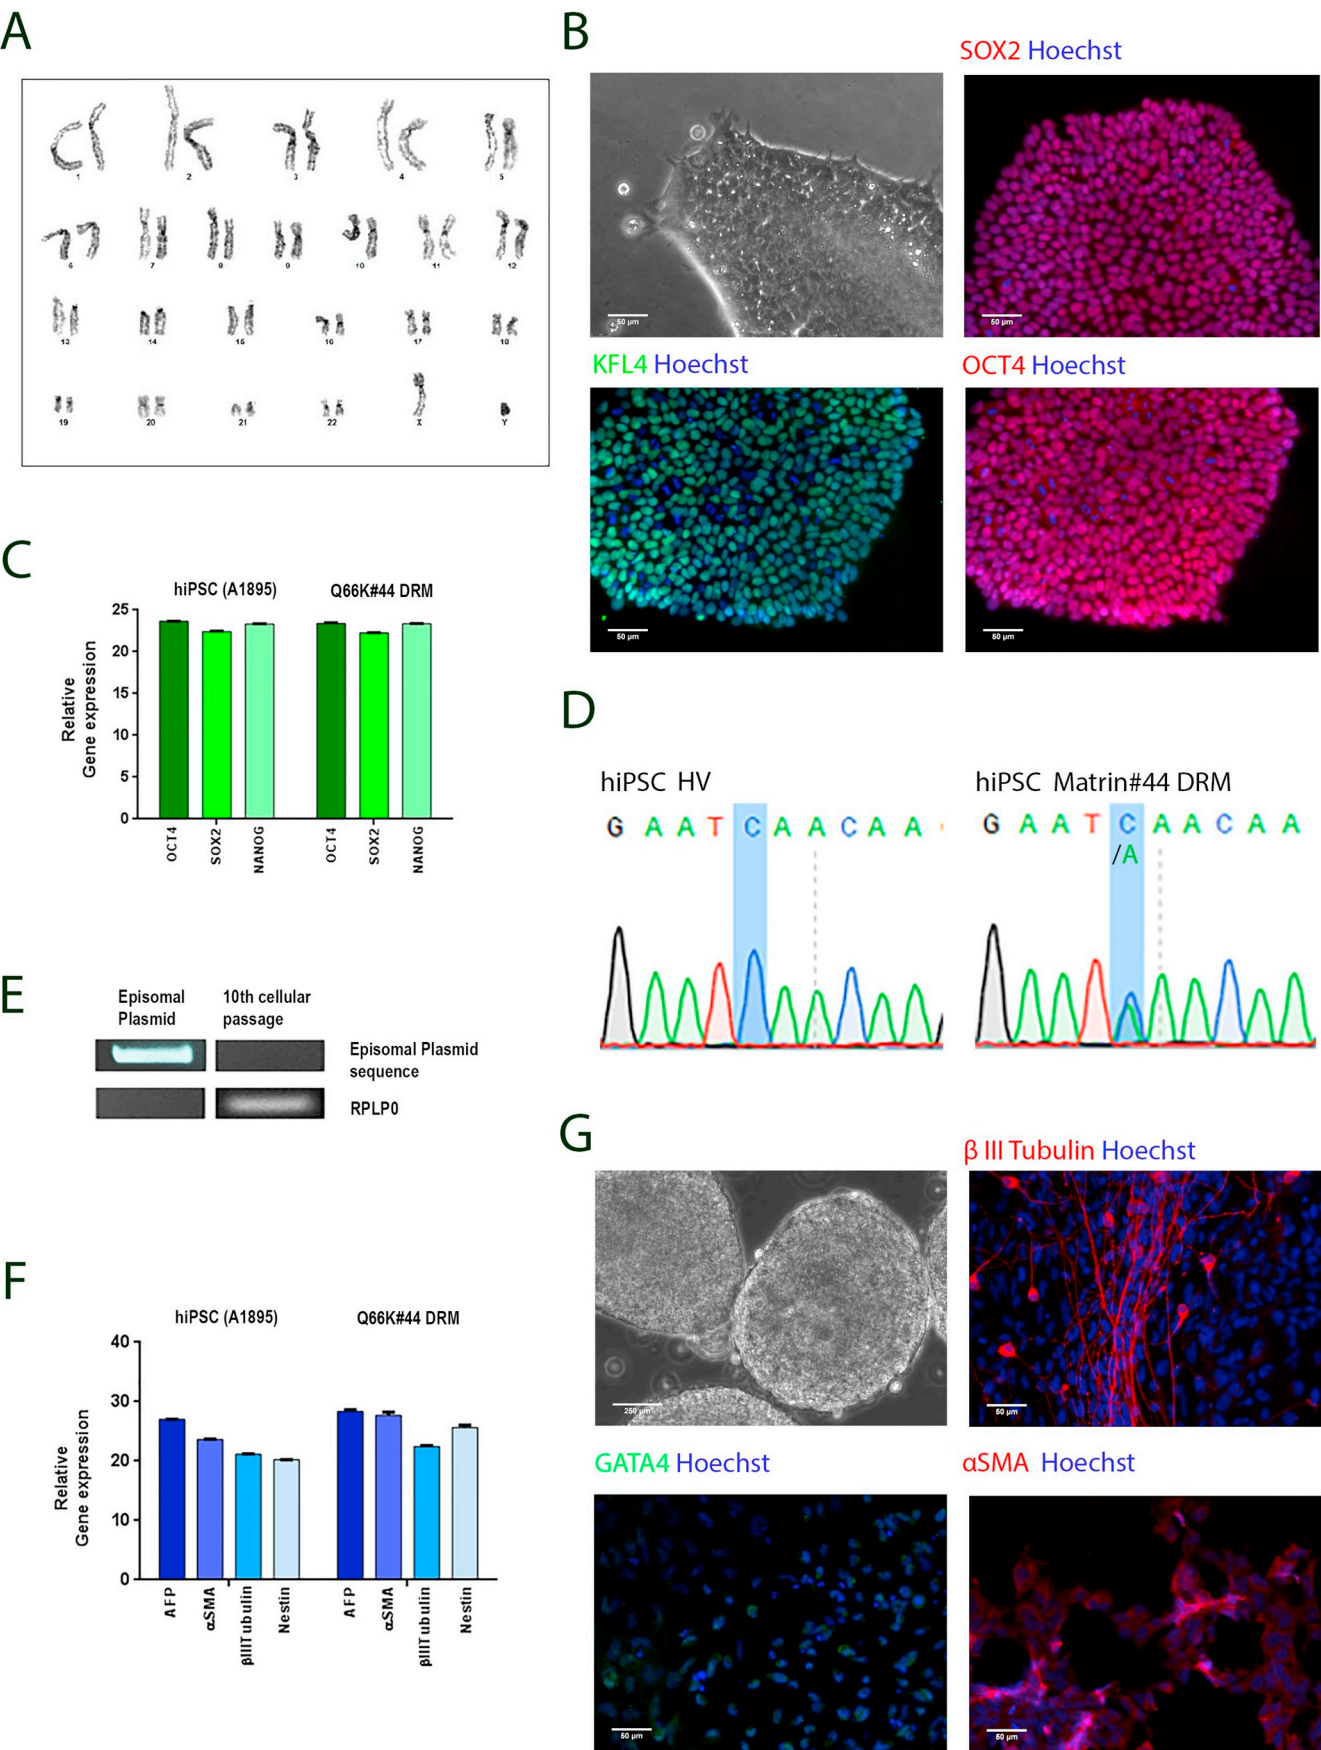 A
1 2 3 4 5
6 7 8 9 10 11 12
13 14 15 16 17 18
19 20 21 22 X Y
B
50 µm
SOX2 Hoechst
50 µm
KFL4 Hoechst
50 µm
OCT4 Hoechst
50 µm
C
hiPSC (A1895) Q66K#44 DRM
Relative
Gene expression
25
20
15
10
5
0
OCT4
SOX2
NANOG
OCT4
SOX2
NANOG
D
hiPSC HV
G A A T C A A C A A
hiPSC Matrin#44 DRM
G A A T C A A C A A
/A
E
Episomal
Plasmid
10th cellular
passage
Episomal Plasmid
sequence
RPLP0
F
hiPSC (A1895) Q66K#44 DRM
Relative
Gene expression
40
30
20
10
0
AFP
αSMA
βIIITubulin
Nestin
AFP
αSMA
βIIITubulin
Nestin
G
250 µm
β III Tubulin Hoechst
50 µm
GATA4 Hoechst
50 µm
αSMA Hoechst
50 µm